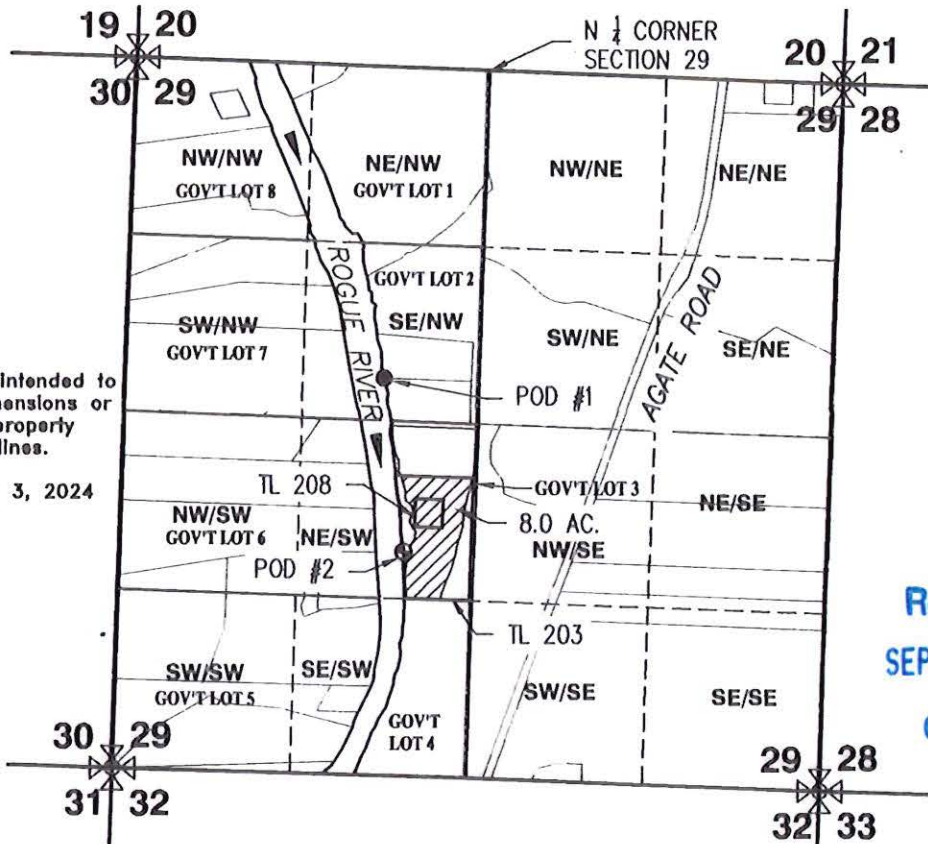 19 20
30 29
N 1/4 CORNER
SECTION 29
20 21
29 28
NW/NW
GOV'T LOT 8
NE/NW
GOV'T LOT 1
NW/NE
NE/NE
ROGUE RIVER
GOV'T LOT 2
SW/NW
GOV'T LOT 7
SE/NW
SW/NE
SE/NE
AGATE ROAD
intended to
ensions or
property
lines.
3, 2024
POD #1
TL 208
GOV'T LOT 3
8.0 AC.
NE/SE
NW/SW
GOV'T LOT 6
NE/SW
NW/SE
POD #2
TL 203
R
SEP
SW/SW
GOV'T LOT 5
SE/SW
GOV'T
LOT 4
SW/SE
SE/SE
30 29
31 32
29 28
32 33